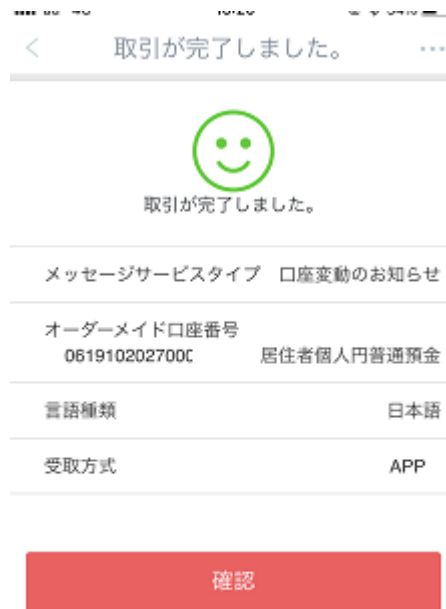 取引が完了しました。
取引が完了しました。
メッセージサービスタイプ 口座変動のお知らせ
オーダーメイド口座番号
061910202700 居住者個人円普通預金
言語種類 日本語
受取方式 APP
確認